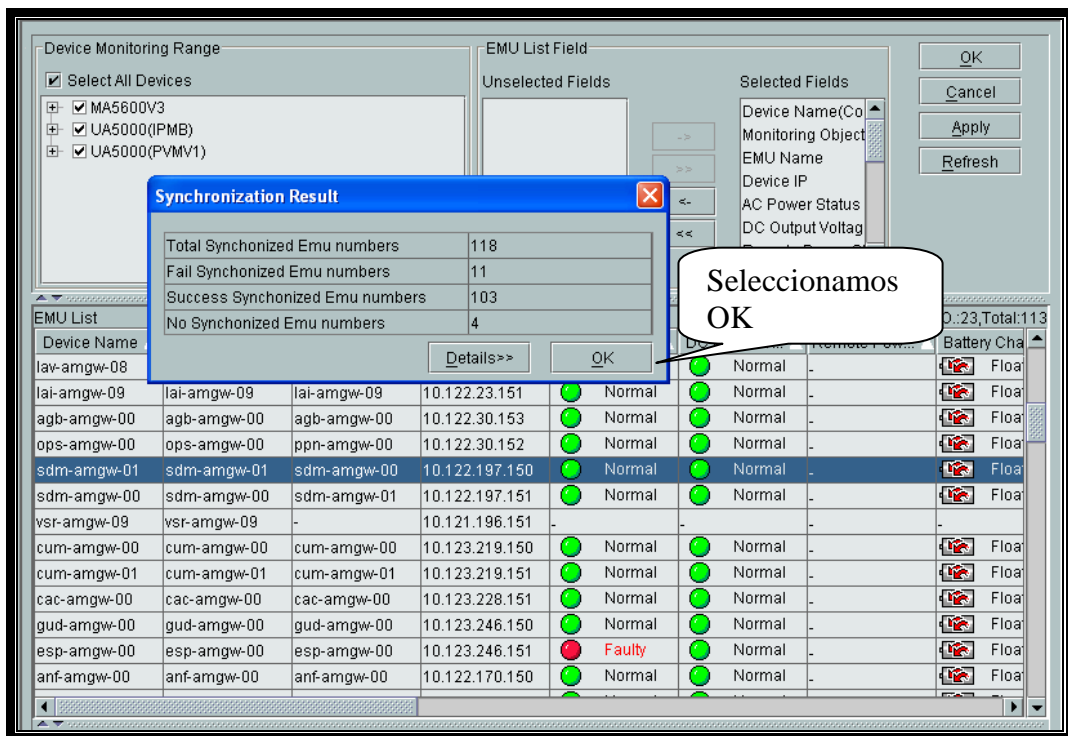 Device Monitoring Range
Select All Devices
MA5600V3
UA5000(IPMB)
UA5000(PVMV1)
EMU List Field
Unselected Fields
->
>>
<-
<<
Selected Fields
Device Name(Co
Monitoring Object
EMU Name
Device IP
AC Power Status
DC Output Voltag
OK
Cancel
Apply
Refresh
Synchronization Result
Total Synchonized Emu numbers 118
Fail Synchonized Emu numbers 11
Success Synchonized Emu numbers 103
No Synchonized Emu numbers 4
Details>> OK
Seleccionamos
OK
EMU List .:23,Total:113
Device Name Battery Cha
lav-amgw-08 Normal - Floa
lai-amgw-09 lai-amgw-09 lai-amgw-09 10.122.23.151 Normal Normal - Floa
agb-amgw-00 agb-amgw-00 agb-amgw-00 10.122.30.153 Normal Normal - Floa
ops-amgw-00 ops-amgw-00 ppn-amgw-00 10.122.30.152 Normal Normal - Floa
sdm-amgw-01 sdm-amgw-01 sdm-amgw-00 10.122.197.150 Normal Normal - Floa
sdm-amgw-00 sdm-amgw-00 sdm-amgw-01 10.122.197.151 Normal Normal - Floa
vsr-amgw-09 vsr-amgw-09 - 10.121.196.151 - - - -
cum-amgw-00 cum-amgw-00 cum-amgw-00 10.123.219.150 Normal Normal - Floa
cum-amgw-01 cum-amgw-01 cum-amgw-01 10.123.219.151 Normal Normal - Floa
cac-amgw-00 cac-amgw-00 cac-amgw-00 10.123.228.151 Normal Normal - Floa
gud-amgw-00 gud-amgw-00 gud-amgw-00 10.123.246.150 Normal Normal - Floa
esp-amgw-00 esp-amgw-00 esp-amgw-00 10.123.246.151 Faulty Normal - Floa
anf-amgw-00 anf-amgw-00 anf-amgw-00 10.122.170.150 Normal Normal - Floa